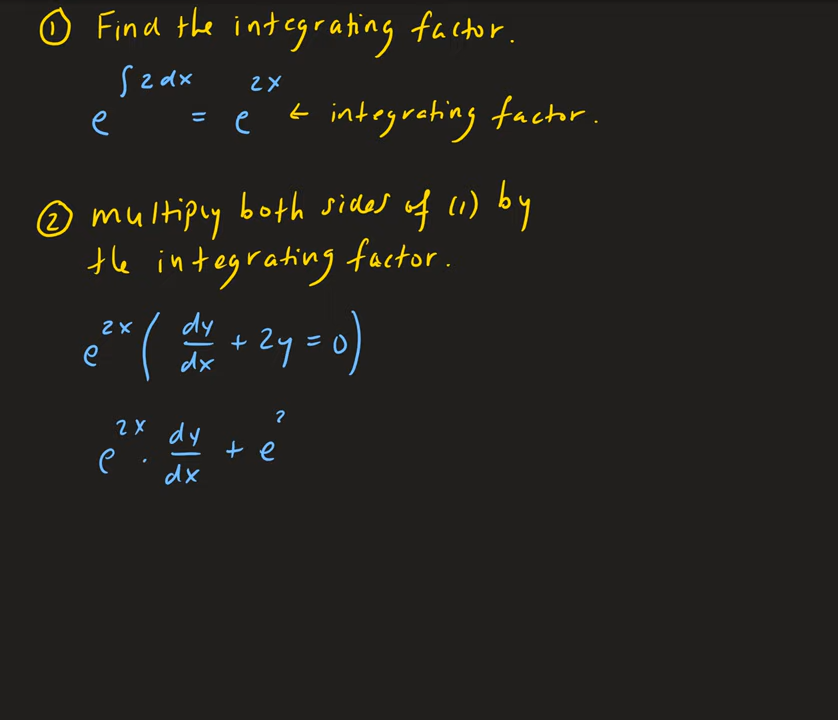 ① Find the integrating factor.
e^{∫2dx} = e^{2x} ← integrating factor.
② multiply both sides of (1) by
the integrating factor.
e^{2x} ( dy/dx + 2y = 0 )
e^{2x} · dy/dx + e^{2